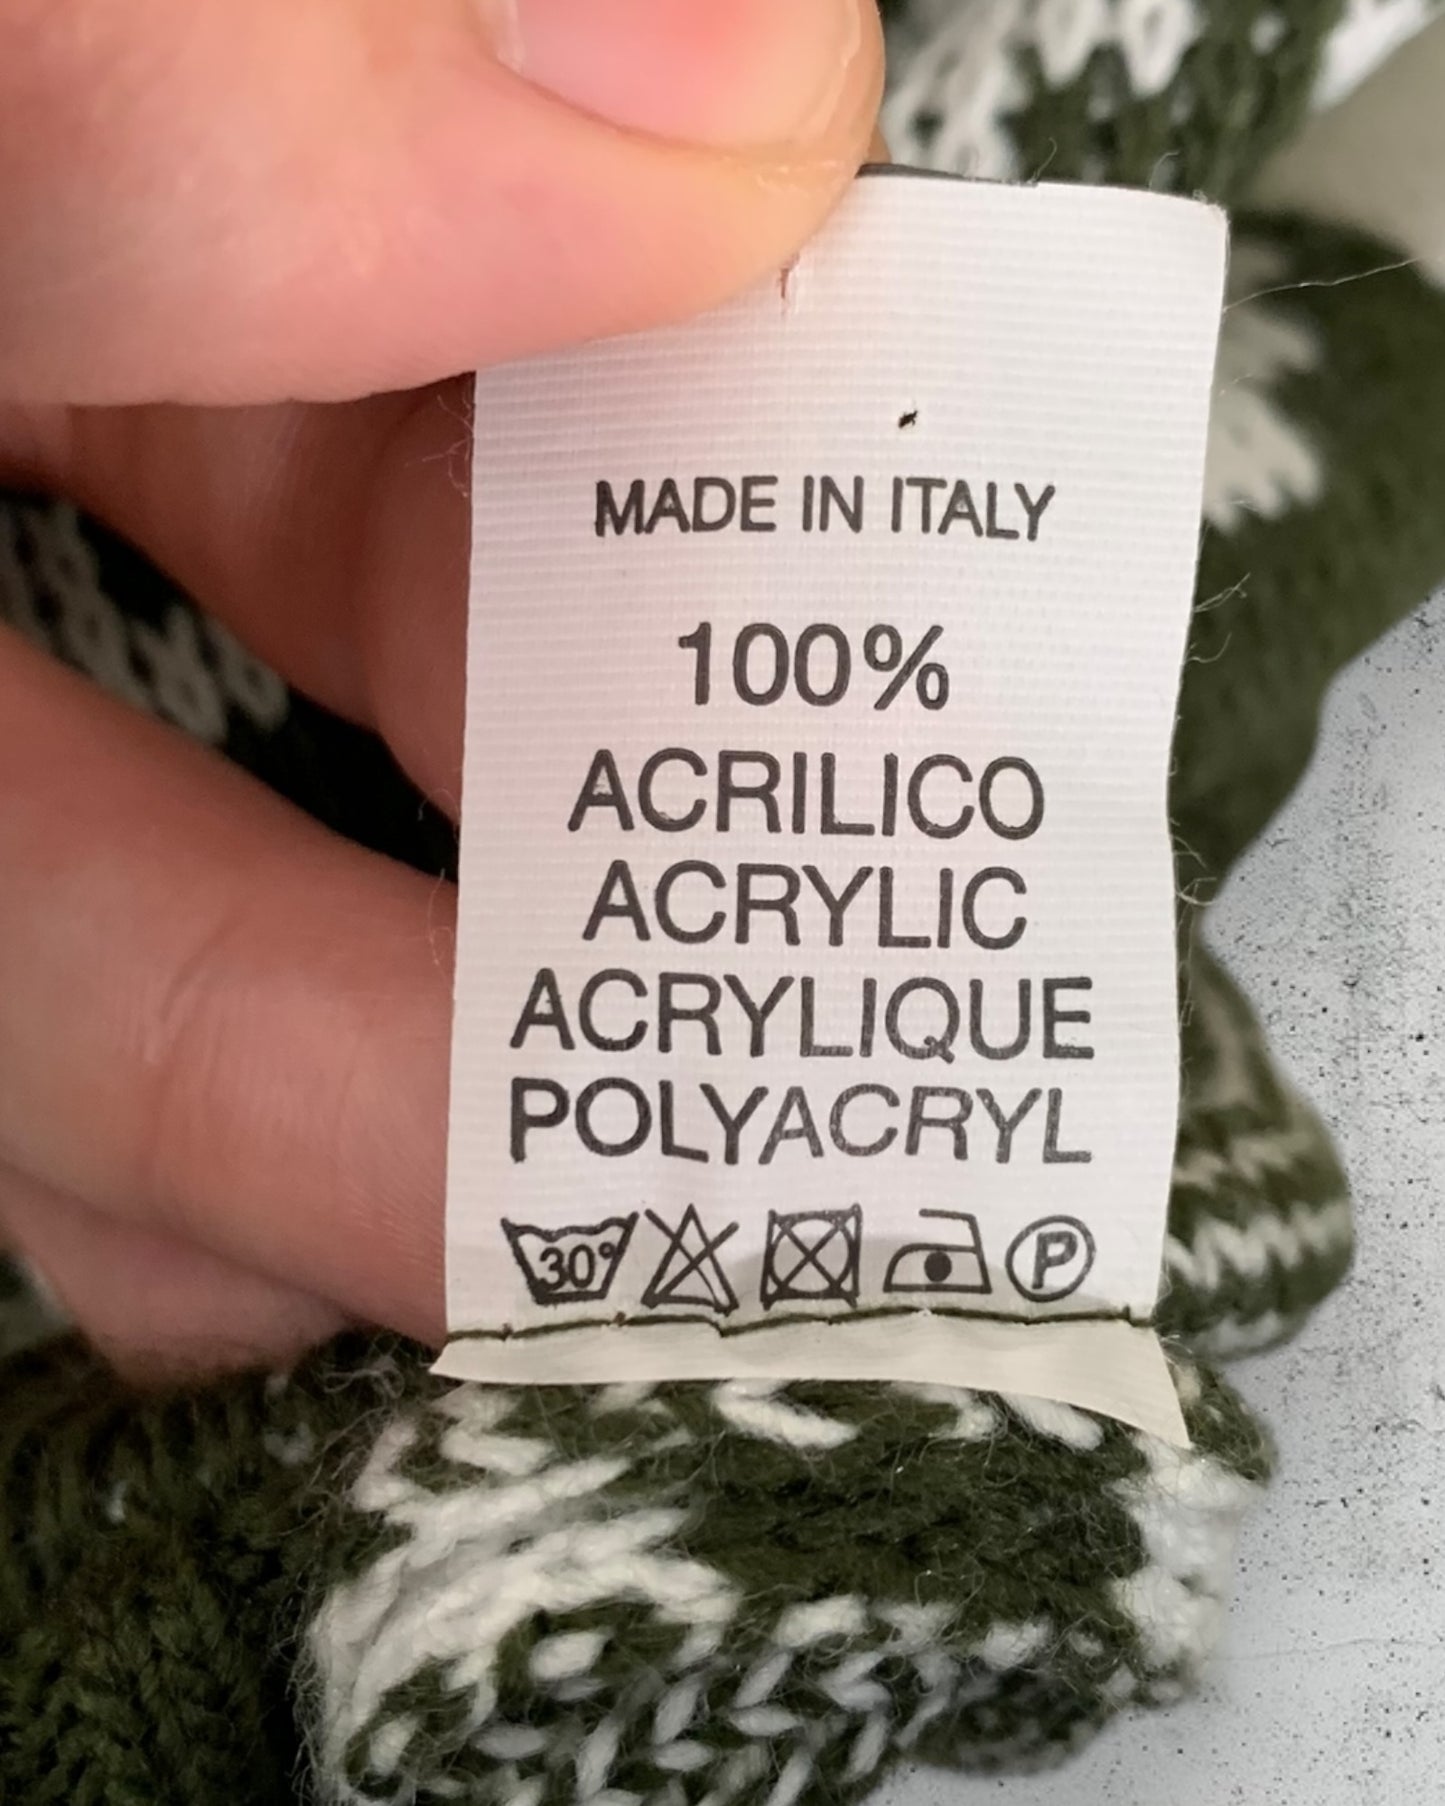 MADE IN ITALY
100%
ACRILICO
ACRYLIC
ACRYLIQUE
POLYACRYL
30° P